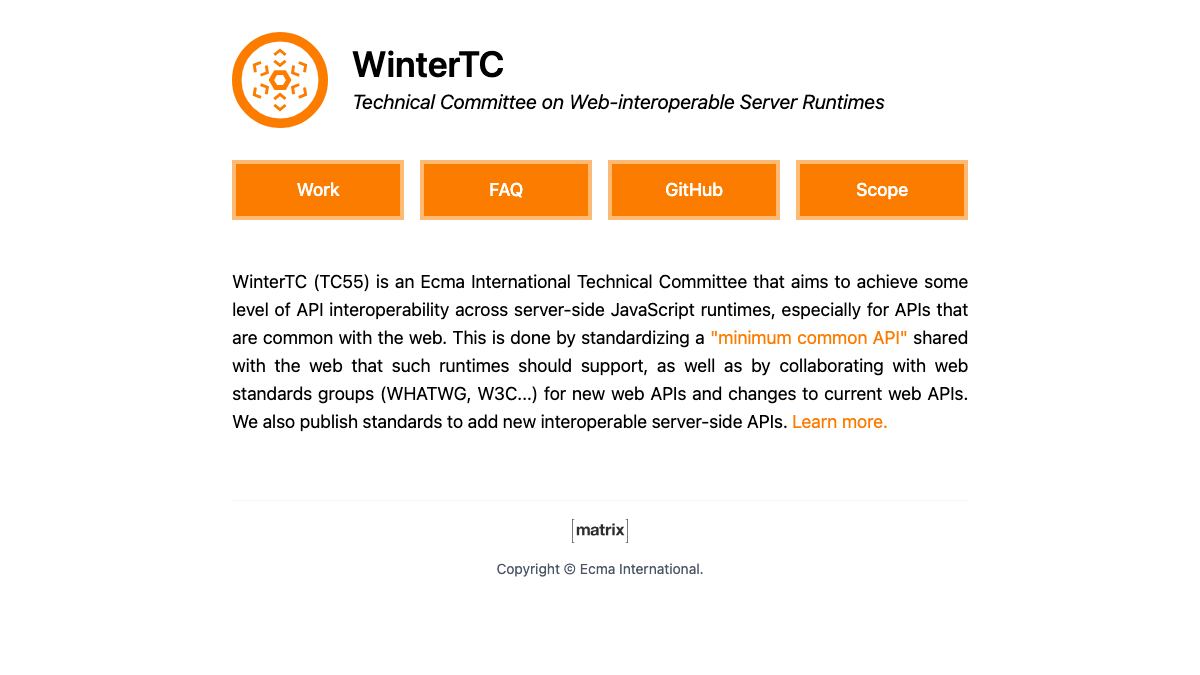 WinterTC
Technical Committee on Web-interoperable Server Runtimes
Work
FAQ
GitHub
Scope
WinterTC (TC55) is an Ecma International Technical Committee that aims to achieve some
level of API interoperability across server-side JavaScript runtimes, especially for APIs that
are common with the web. This is done by standardizing a "minimum common API" shared
with the web that such runtimes should support, as well as by collaborating with web
standards groups (WHATWG, W3C...) for new web APIs and changes to current web APIs.
We also publish standards to add new interoperable server-side APIs. Learn more.
[matrix]
Copyright © Ecma International.